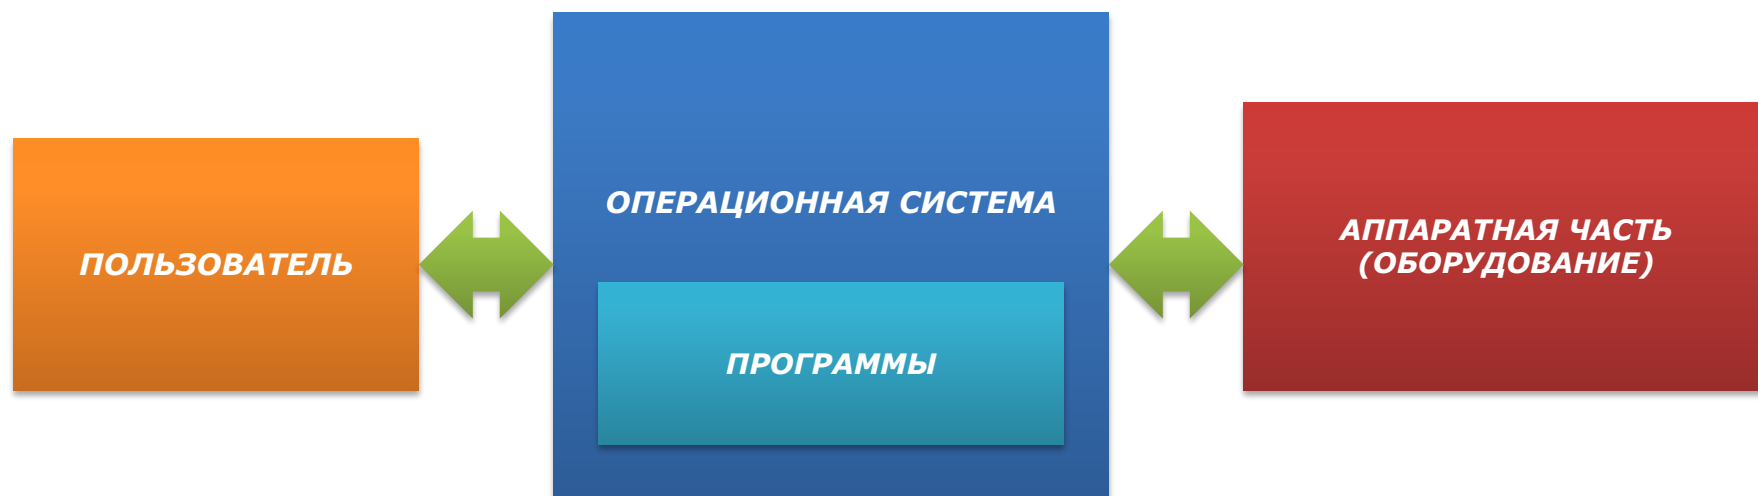 ПОЛЬЗОВАТЕЛЬ
ОПЕРАЦИОННАЯ СИСТЕМА
ПРОГРАММЫ
АППАРАТНАЯ ЧАСТЬ
(ОБОРУДОВАНИЕ)